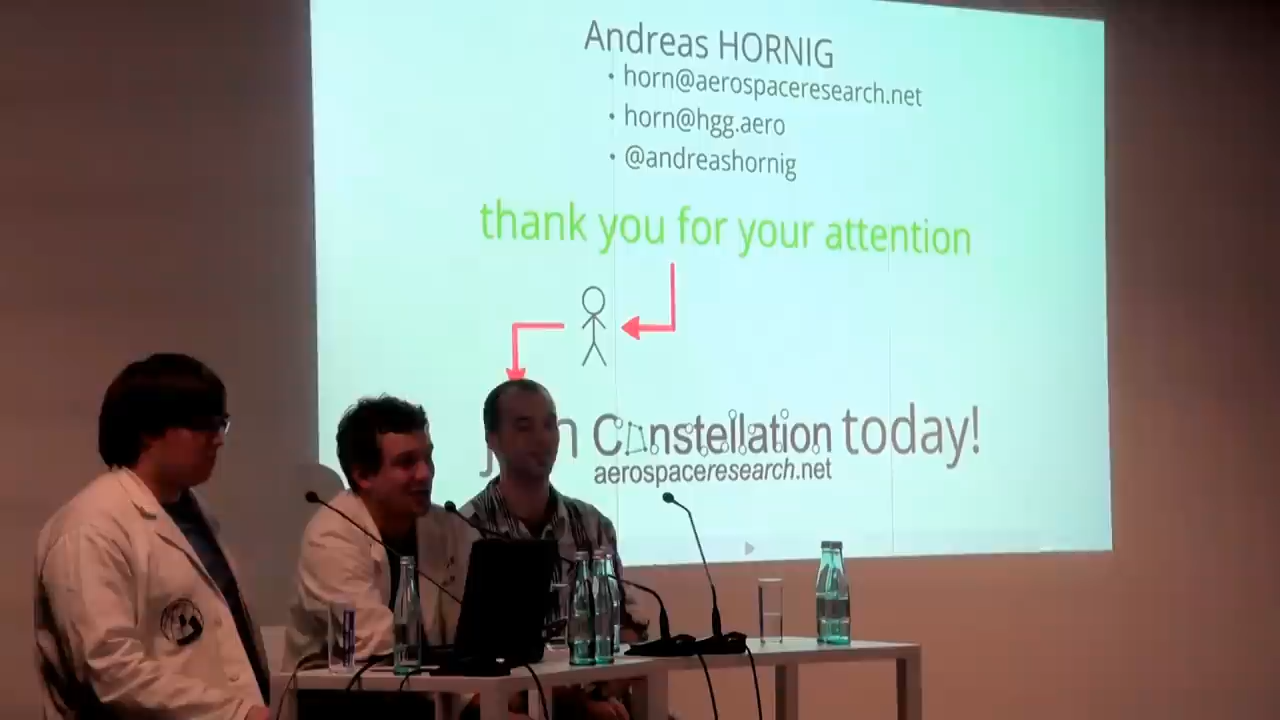 Andreas HORNIG
• horn@aerospaceresearch.net
• horn@hgg.aero
• @andreashornig
thank you for your attention
Constellation today!
aerospaceresearch.net